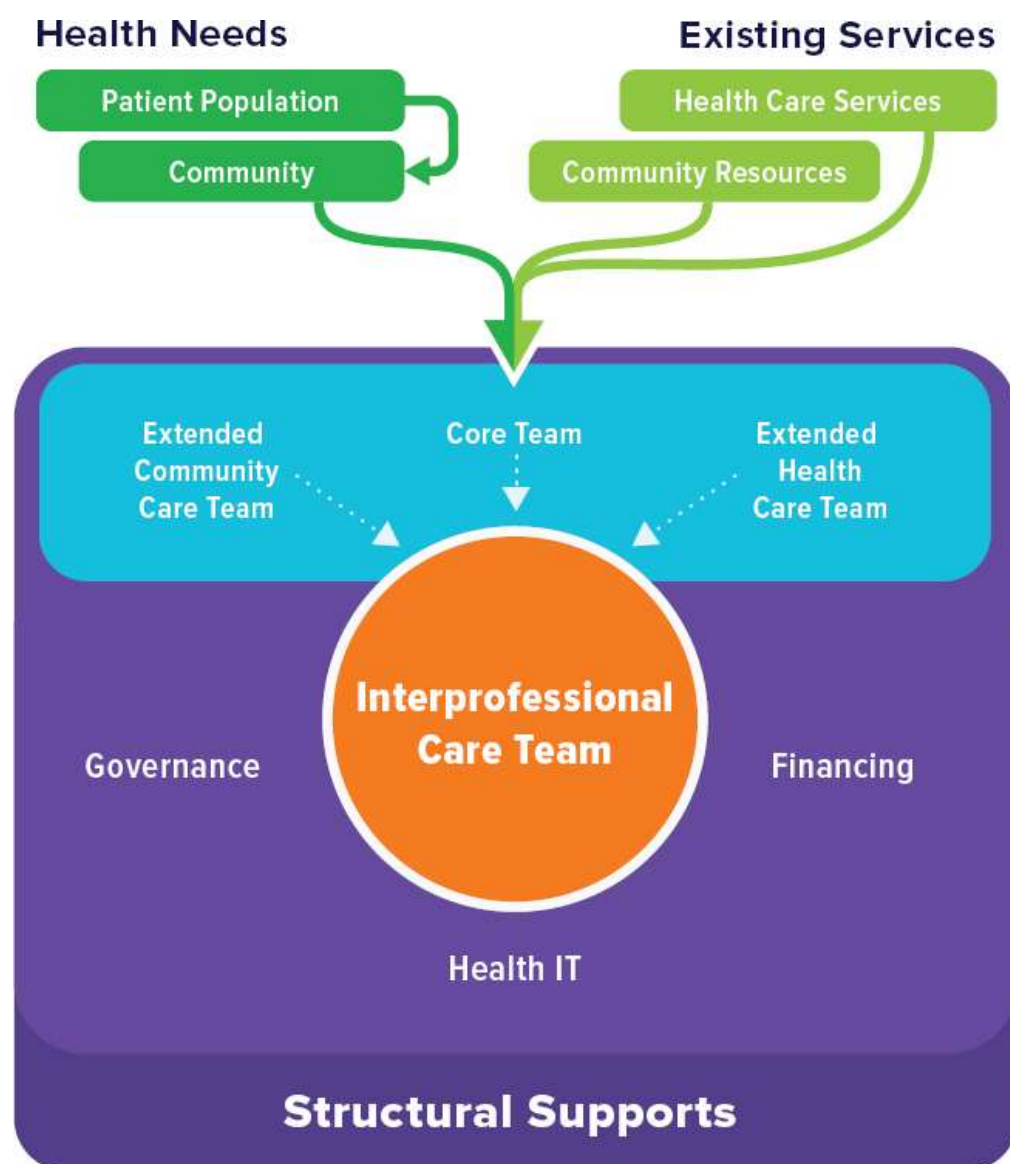 Health Needs
Existing Services
Patient Population
Health Care Services
Community
Community Resources
Extended
Community
Care Team
Core Team
Extended
Health
Care Team
Interprofessional
Care Team
Governance
Financing
Health IT
Structural Supports